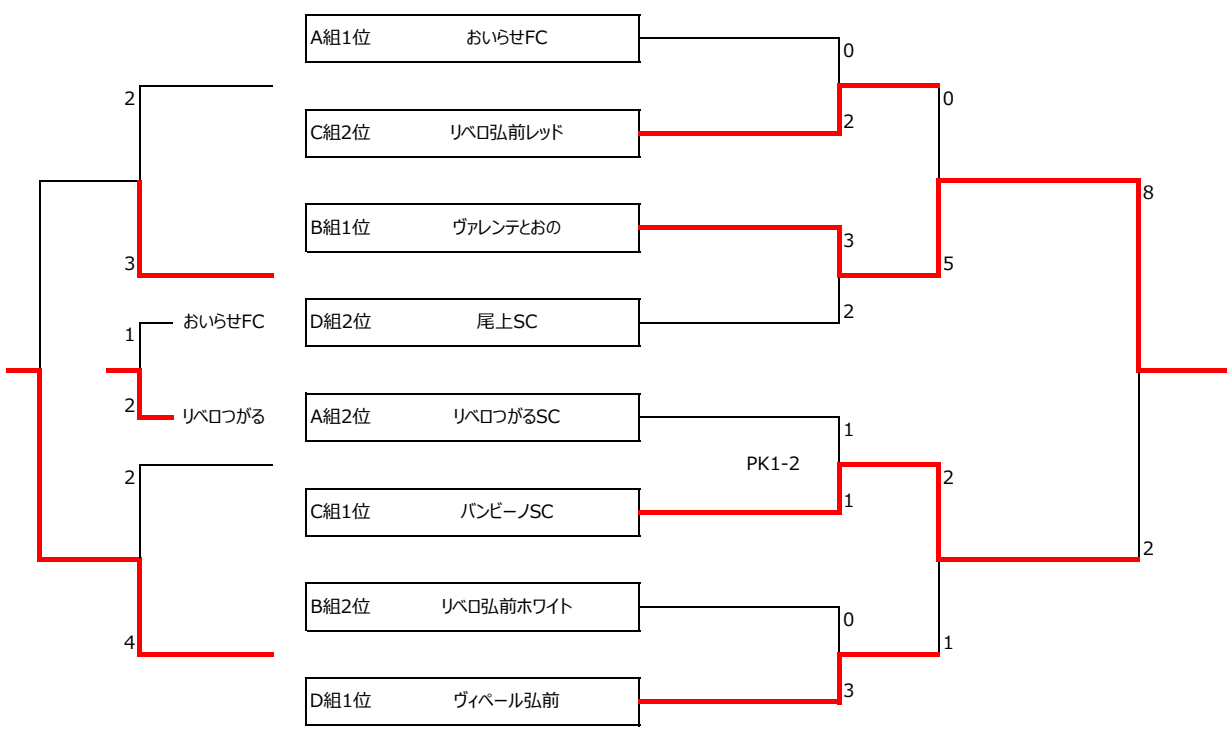 A組1位 おいらせFC
0
2
0
C組2位 リベロ弘前レッド
2
8
B組1位 ヴァレンテとおの
3
3
5
1
おいらせFC
D組2位 尾上SC
2
2
リベロつがる
A組2位 リベロつがるSC
1
PK1-2
2
2
C組1位 バンビーノSC
1
2
B組2位 リベロ弘前ホワイト
0
4
1
D組1位 ヴィペール弘前
3